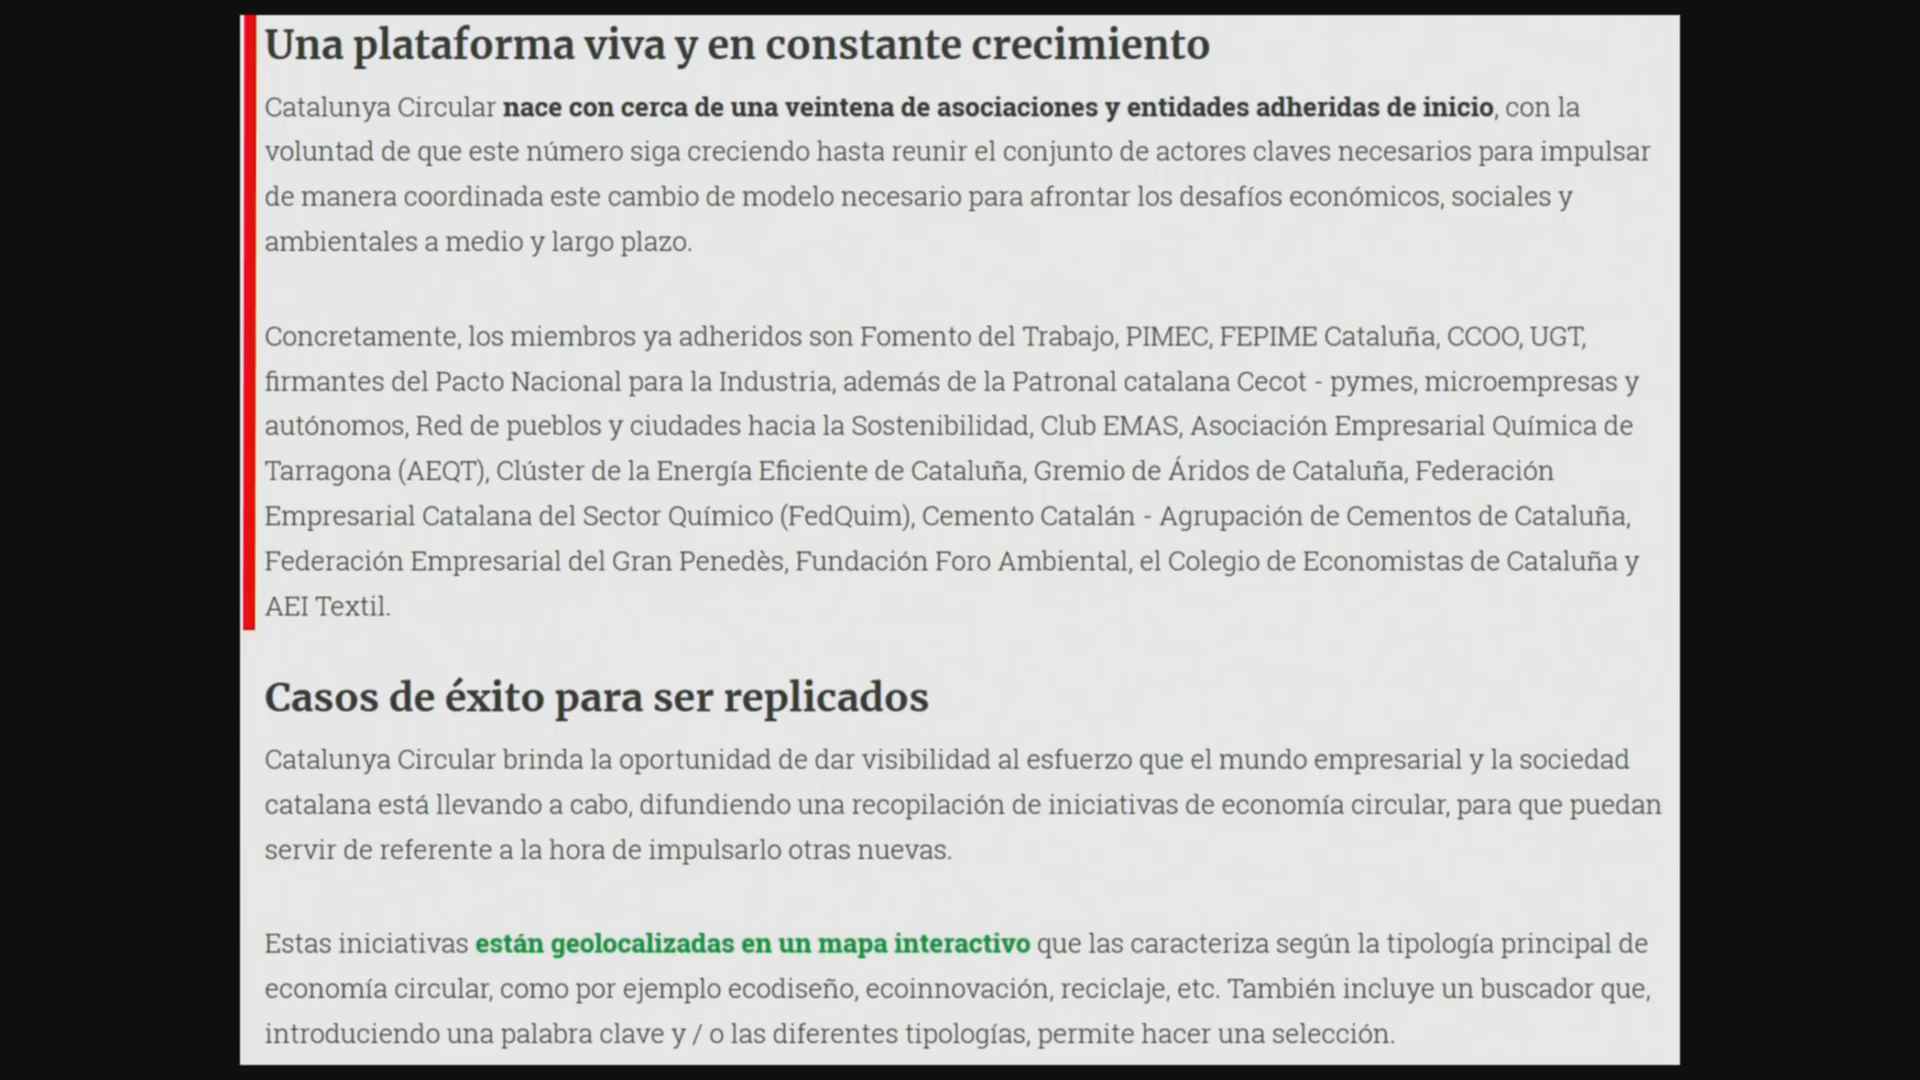 Una plataforma viva y en constante crecimiento
Catalunya Circular nace con cerca de una veintena de asociaciones y entidades adheridas de inicio, con la
voluntad de que este número siga creciendo hasta reunir el conjunto de actores claves necesarios para impulsar
de manera coordinada este cambio de modelo necesario para afrontar los desafíos económicos, sociales y
ambientales a medio y largo plazo.
Concretamente, los miembros ya adheridos son Fomento del Trabajo, PIMEC, FEPIME Cataluña, CCOO, UGT,
firmantes del Pacto Nacional para la Industria, además de la Patronal catalana Cecot - pymes, microempresas y
autónomos, Red de pueblos y ciudades hacia la Sostenibilidad, Club EMAS, Asociación Empresarial Química de
Tarragona (AEQT), Clúster de la Energía Eficiente de Cataluña, Gremio de Áridos de Cataluña, Federación
Empresarial Catalana del Sector Químico (FedQuim), Cemento Catalán - Agrupación de Cementos de Cataluña,
Federación Empresarial del Gran Penedès, Fundación Foro Ambiental, el Colegio de Economistas de Cataluña y
AEI Textil.
Casos de éxito para ser replicados
Catalunya Circular brinda la oportunidad de dar visibilidad al esfuerzo que el mundo empresarial y la sociedad
catalana está llevando a cabo, difundiendo una recopilación de iniciativas de economía circular, para que puedan
servir de referente a la hora de impulsarlo otras nuevas.
Estas iniciativas están geolocalizadas en un mapa interactivo que las caracteriza según la tipología principal de
economía circular, como por ejemplo ecodiseño, ecoinnovación, reciclaje, etc. También incluye un buscador que,
introduciendo una palabra clave y / o las diferentes tipologías, permite hacer una selección.